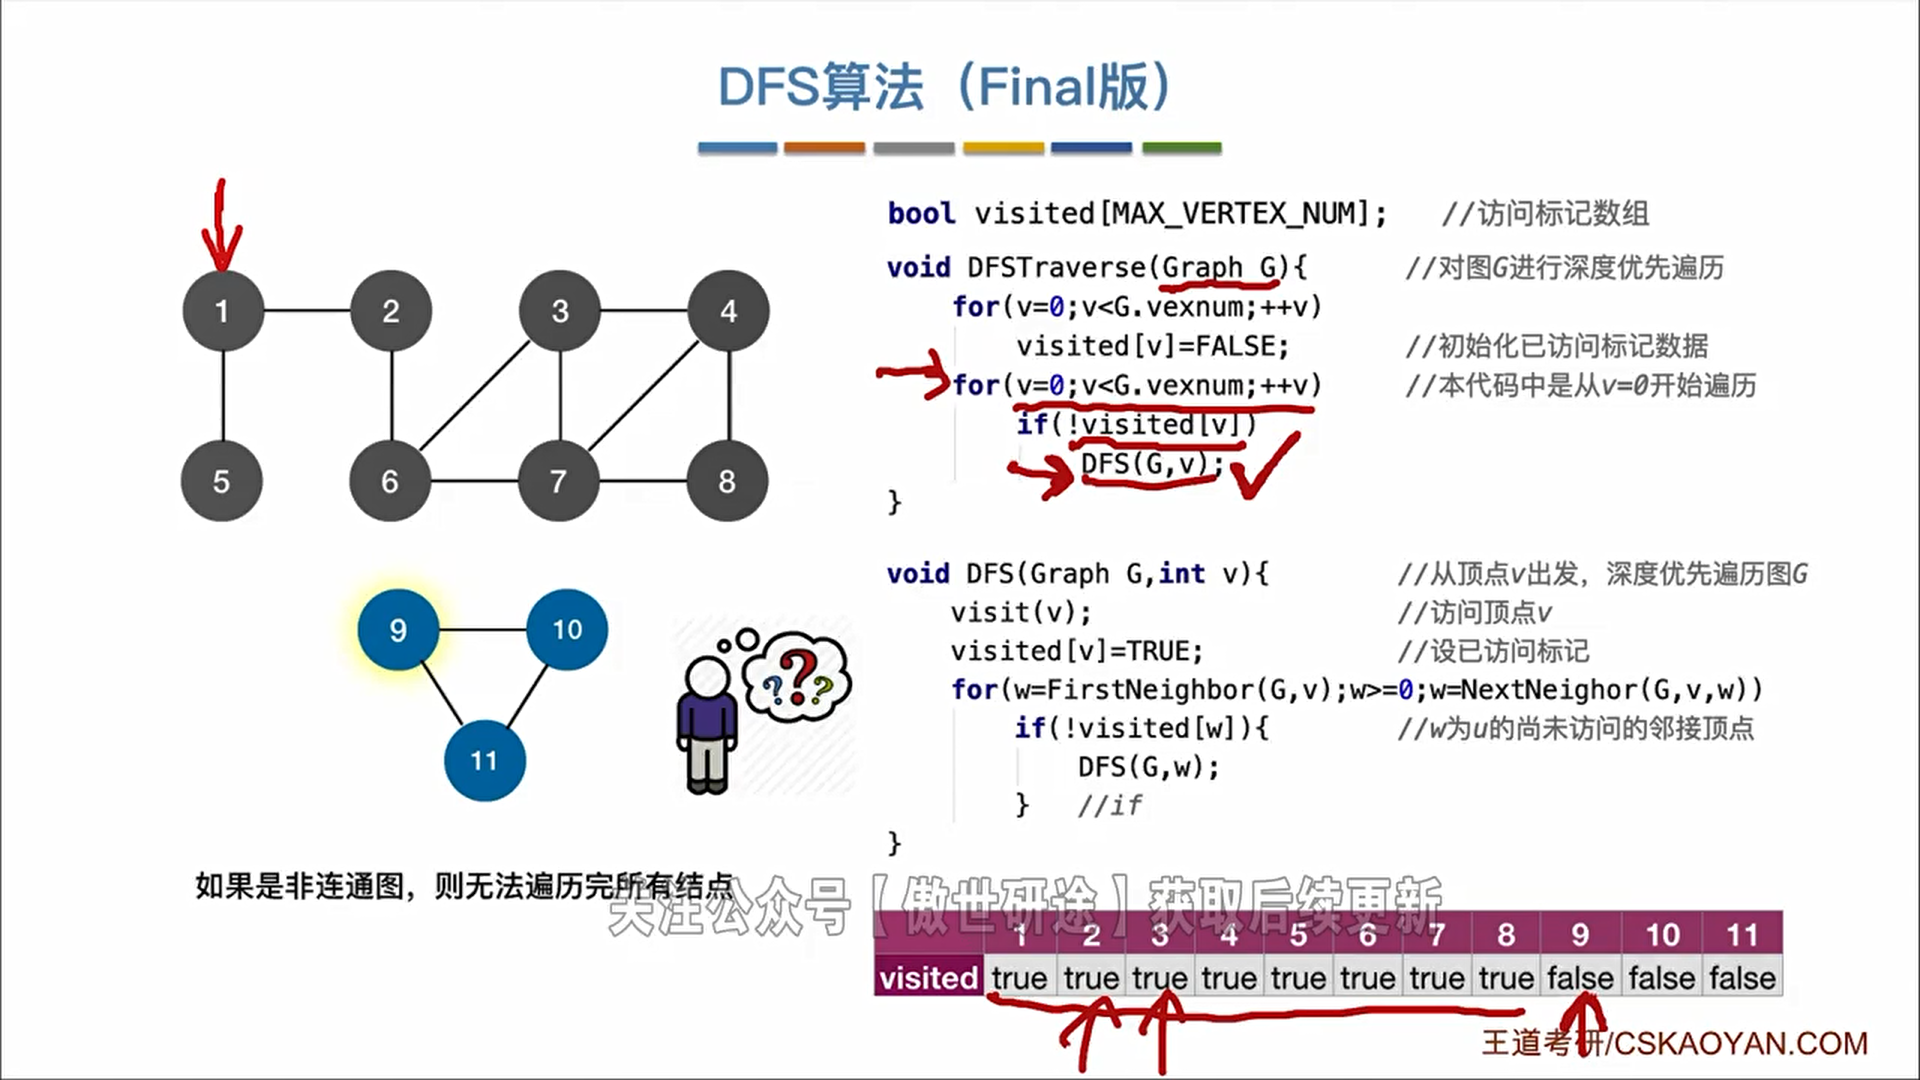 DFS算法（Final版）
bool visited[MAX_VERTEX_NUM]; //访问标记数组
void DFSTraverse(Graph G){ //对图G进行深度优先遍历
for(v=0;v<G.vexnum;++v)
visited[v]=FALSE; //初始化已访问标记数据
for(v=0;v<G.vexnum;++v) //本代码中是从v=0开始遍历
if(!visited[v])
DFS(G,v);
}
void DFS(Graph G,int v){ //从顶点v出发，深度优先遍历图G
visit(v); //访问顶点v
visited[v]=TRUE; //设已访问标记
for(w=FirstNeighbor(G,v);w>=0;w=NextNeighor(G,v,w))
if(!visited[w]){ //w为u的尚未访问的邻接顶点
DFS(G,w);
} //if
}
1 2 3 4
5 6 7 8
9 10
11
? ? ?
如果是非连通图，则无法遍历完所有结点
关注公众号【傲世研途】获取后续更新
1 2 3 4 5 6 7 8 9 10 11
visited true true true true true true true true false false false
王道考研/CSKAOYAN.COM